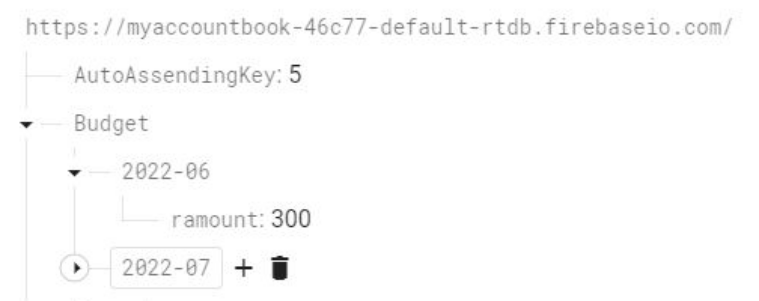 https://myaccountbook-46c77-default-rtdb.firebaseio.com/
AutoAssendingKey: 5
Budget
2022-06
ramount: 300
2022-07 +